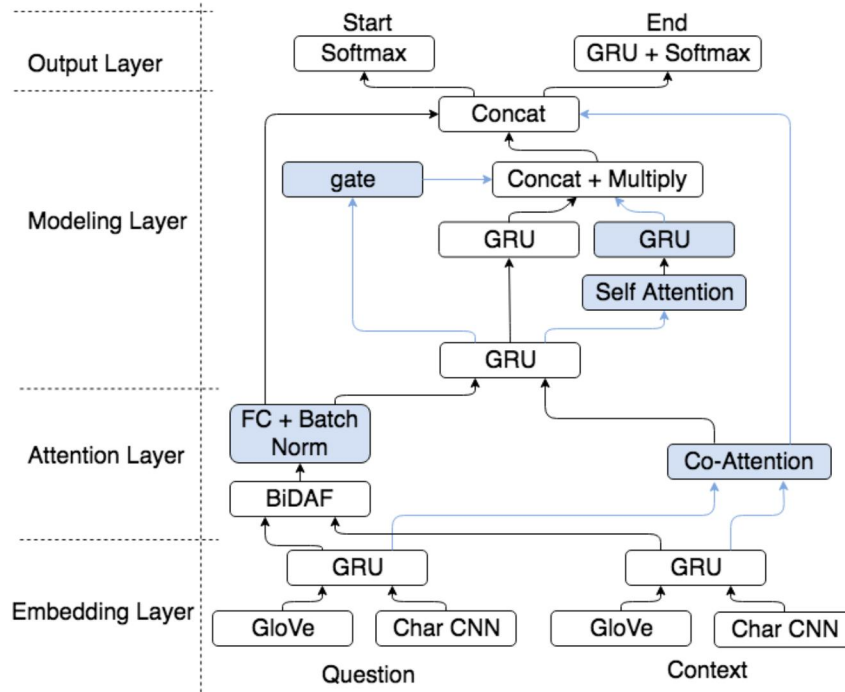 Start
End
Output Layer
Softmax
GRU + Softmax
Concat
gate
Concat + Multiply
Modeling Layer
GRU
GRU
Self Attention
GRU
FC + Batch
Norm
Attention Layer
Co-Attention
BiDAF
GRU
GRU
Embedding Layer
GloVe
Char CNN
GloVe
Char CNN
Question
Context